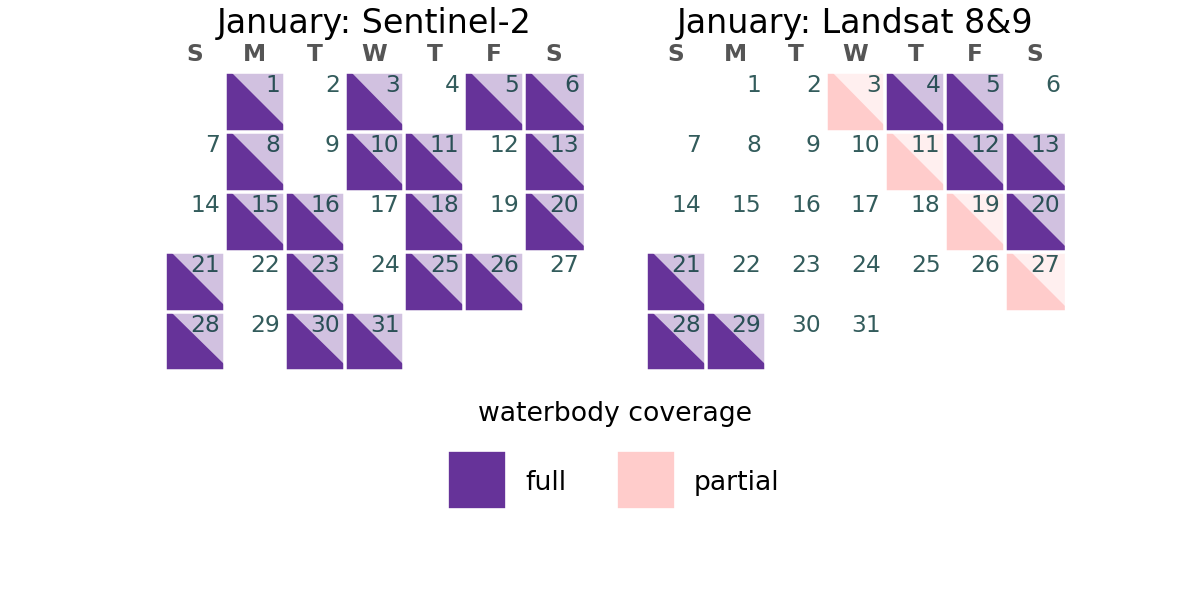 January: Sentinel-2
S M T W T F S
1 2 3 4 5 6
7 8 9 10 11 12 13
14 15 16 17 18 19 20
21 22 23 24 25 26 27
28 29 30 31
January: Landsat 8&9
S M T W T F S
1 2 3 4 5 6
7 8 9 10 11 12 13
14 15 16 17 18 19 20
21 22 23 24 25 26 27
28 29 30 31
waterbody coverage
full partial